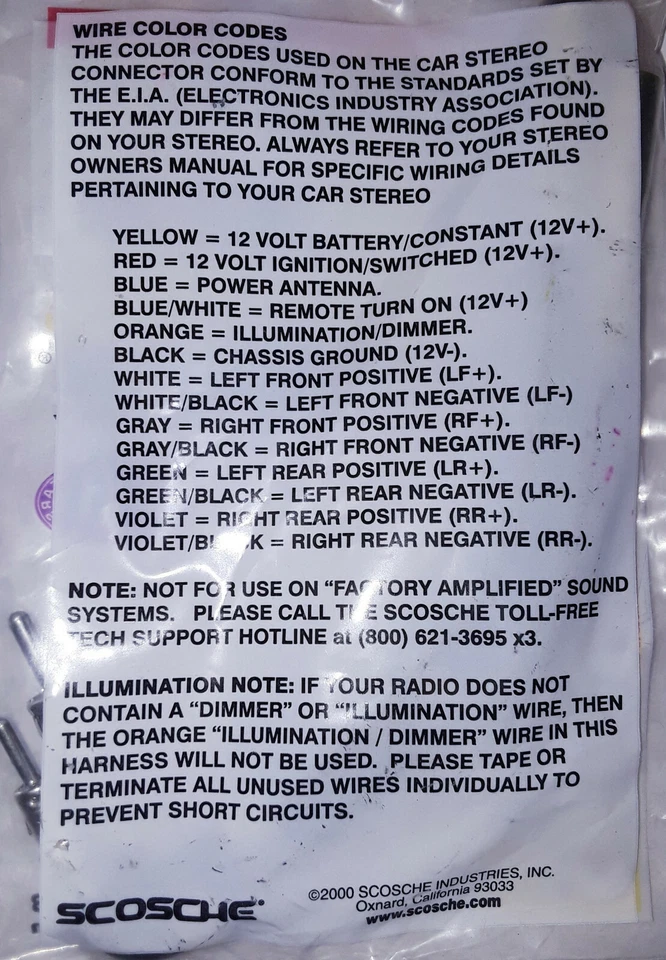 WIRE COLOR CODES
THE COLOR CODES USED ON THE CAR STEREO
CONNECTOR CONFORM TO THE STANDARDS SET BY
THE E.I.A. (ELECTRONICS INDUSTRY ASSOCIATION).
THEY MAY DIFFER FROM THE WIRING CODES FOUND
ON YOUR STEREO. ALWAYS REFER TO YOUR STEREO
OWNERS MANUAL FOR SPECIFIC WIRING DETAILS
PERTAINING TO YOUR CAR STEREO
YELLOW = 12 VOLT BATTERY/CONSTANT (12V+).
RED = 12 VOLT IGNITION/SWITCHED (12V+).
BLUE = POWER ANTENNA.
BLUE/WHITE = REMOTE TURN ON (12V+)
ORANGE = ILLUMINATION/DIMMER.
BLACK = CHASSIS GROUND (12V-).
WHITE = LEFT FRONT POSITIVE (LF+).
WHITE/BLACK = LEFT FRONT NEGATIVE (LF-)
GRAY = RIGHT FRONT POSITIVE (RF+).
GRAY/BLACK = RIGHT FRONT NEGATIVE (RF-)
GREEN = LEFT REAR POSITIVE (LR+).
GREEN/BLACK = LEFT REAR NEGATIVE (LR-).
VIOLET = RIGHT REAR POSITIVE (RR+).
VIOLET/BLACK = RIGHT REAR NEGATIVE (RR-).
NOTE: NOT FOR USE ON “FACTORY AMPLIFIED” SOUND
SYSTEMS. PLEASE CALL THE SCOSCHE TOLL-FREE
TECH SUPPORT HOTLINE at (800) 621-3695 x3.
ILLUMINATION NOTE: IF YOUR RADIO DOES NOT
CONTAIN A “DIMMER” OR “ILLUMINATION” WIRE, THEN
THE ORANGE “ILLUMINATION / DIMMER” WIRE IN THIS
HARNESS WILL NOT BE USED. PLEASE TAPE OR
TERMINATE ALL UNUSED WIRES INDIVIDUALLY TO
PREVENT SHORT CIRCUITS.
SCOSCHE
©2000 SCOSCHE INDUSTRIES, INC.
Oxnard, California 93033
www.scosche.com